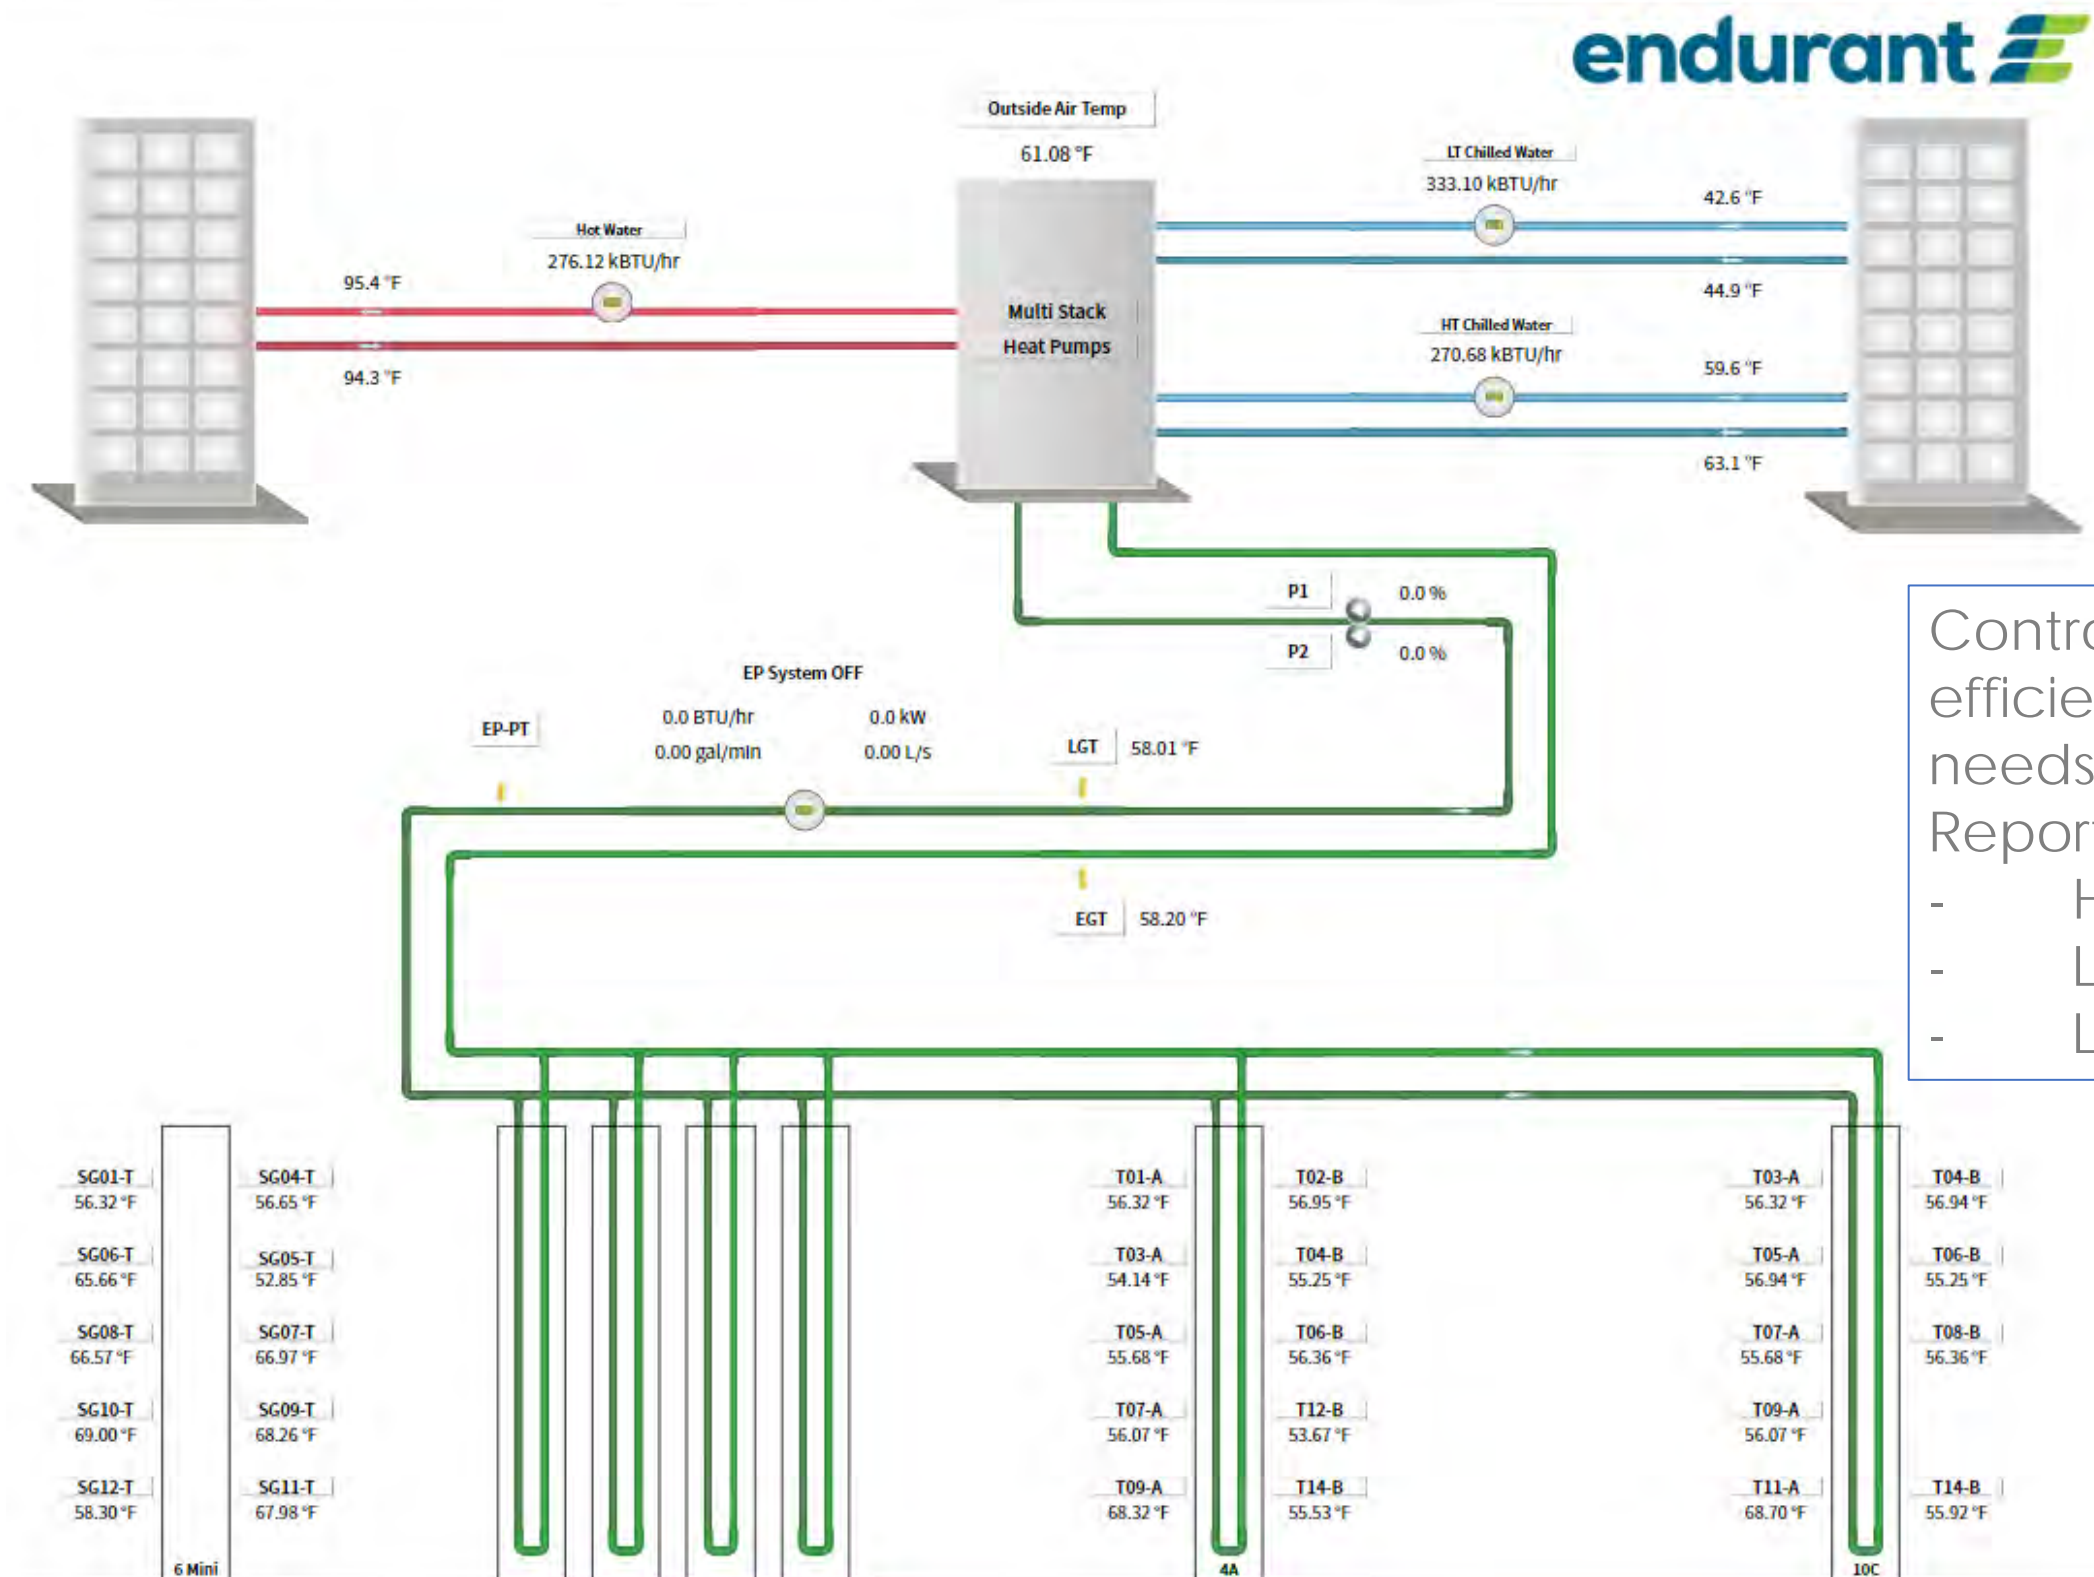 endurant
Outside Air Temp
61.08 °F
LT Chilled Water
333.10 kBTU/hr
42.6 °F
Hot Water
276.12 kBTU/hr
95.4 °F
44.9 °F
Multi Stack
Heat Pumps
HT Chilled Water
270.68 kBTU/hr
59.6 °F
94.3 °F
63.1 °F
P1 0.0 %
P2 0.0 %
EP System OFF
EP-PT
0.0 BTU/hr 0.0 kW
0.00 gal/min 0.00 L/s
LGT 58.01 °F
EGT 58.20 °F
needs
-
-
-
SG01-T SG04-T
56.32 °F 56.65 °F
SG06-T SG05-T
65.66 °F 52.85 °F
SG08-T SG07-T
66.57 °F 66.97 °F
SG10-T SG09-T
69.00 °F 68.26 °F
SG12-T SG11-T
58.30 °F 67.98 °F
6 Mini
T01-A T02-B
56.32 °F 56.95 °F
T03-A T04-B
54.14 °F 55.25 °F
T05-A T06-B
55.68 °F 56.36 °F
T07-A T12-B
56.07 °F 53.67 °F
T09-A T14-B
68.32 °F 55.53 °F
4A
T03-A T04-B
56.32 °F 56.94 °F
T05-A T06-B
56.94 °F 55.25 °F
T07-A T08-B
55.68 °F 56.36 °F
T09-A
56.07 °F
T11-A T14-B
68.70 °F 55.92 °F
10C